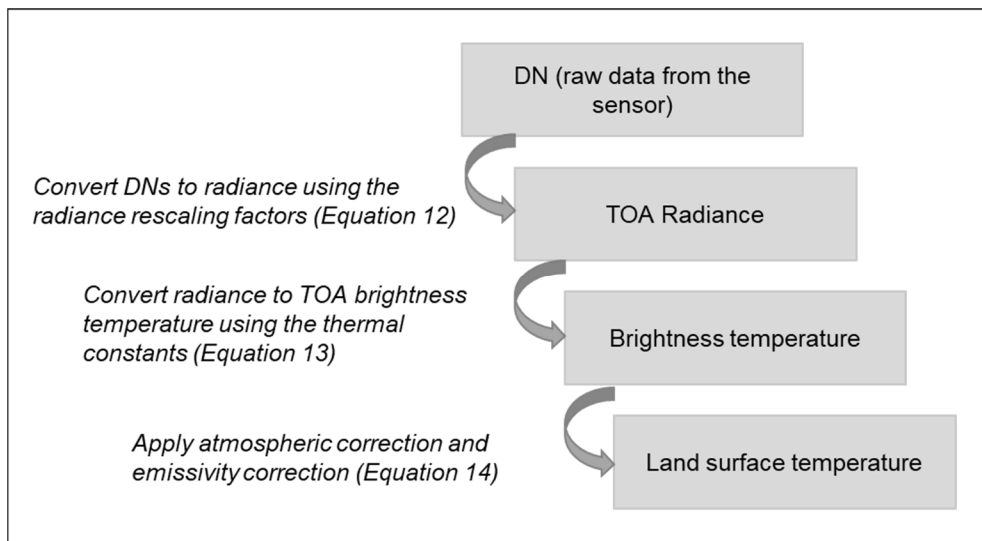 DN (raw data from the
sensor)
Convert DNs to radiance using the
radiance rescaling factors (Equation 12)
TOA Radiance
Convert radiance to TOA brightness
temperature using the thermal
constants (Equation 13)
Brightness temperature
Apply atmospheric correction and
emissivity correction (Equation 14)
Land surface temperature